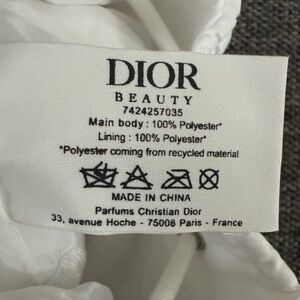 DIOR
BEAUTY
7424257035
Main body : 100% Polyester*
Lining : 100% Polyester*
*Polyester coming from recycled material
MADE IN CHINA
Parfums Christian Dior
33, avenue Hoche - 75008 Paris - France